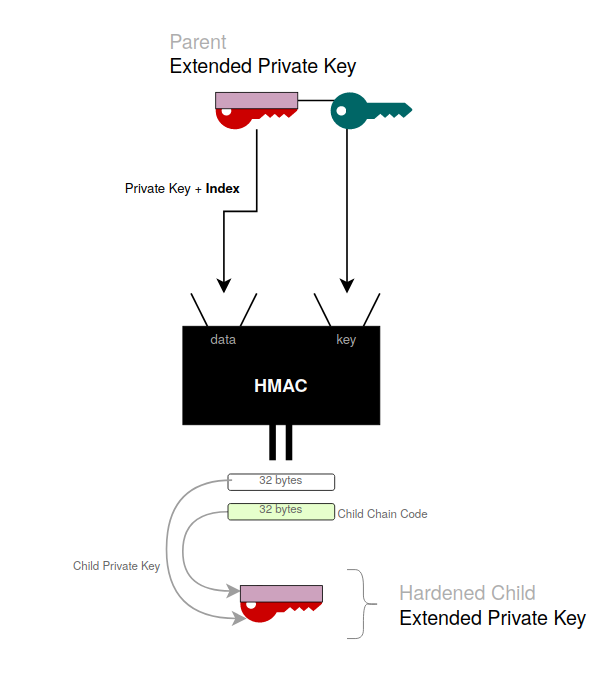 Parent
Extended Private Key
Private Key + Index
data
key
HMAC
32 bytes
32 bytes
Child Chain Code
Child Private Key
Hardened Child
Extended Private Key